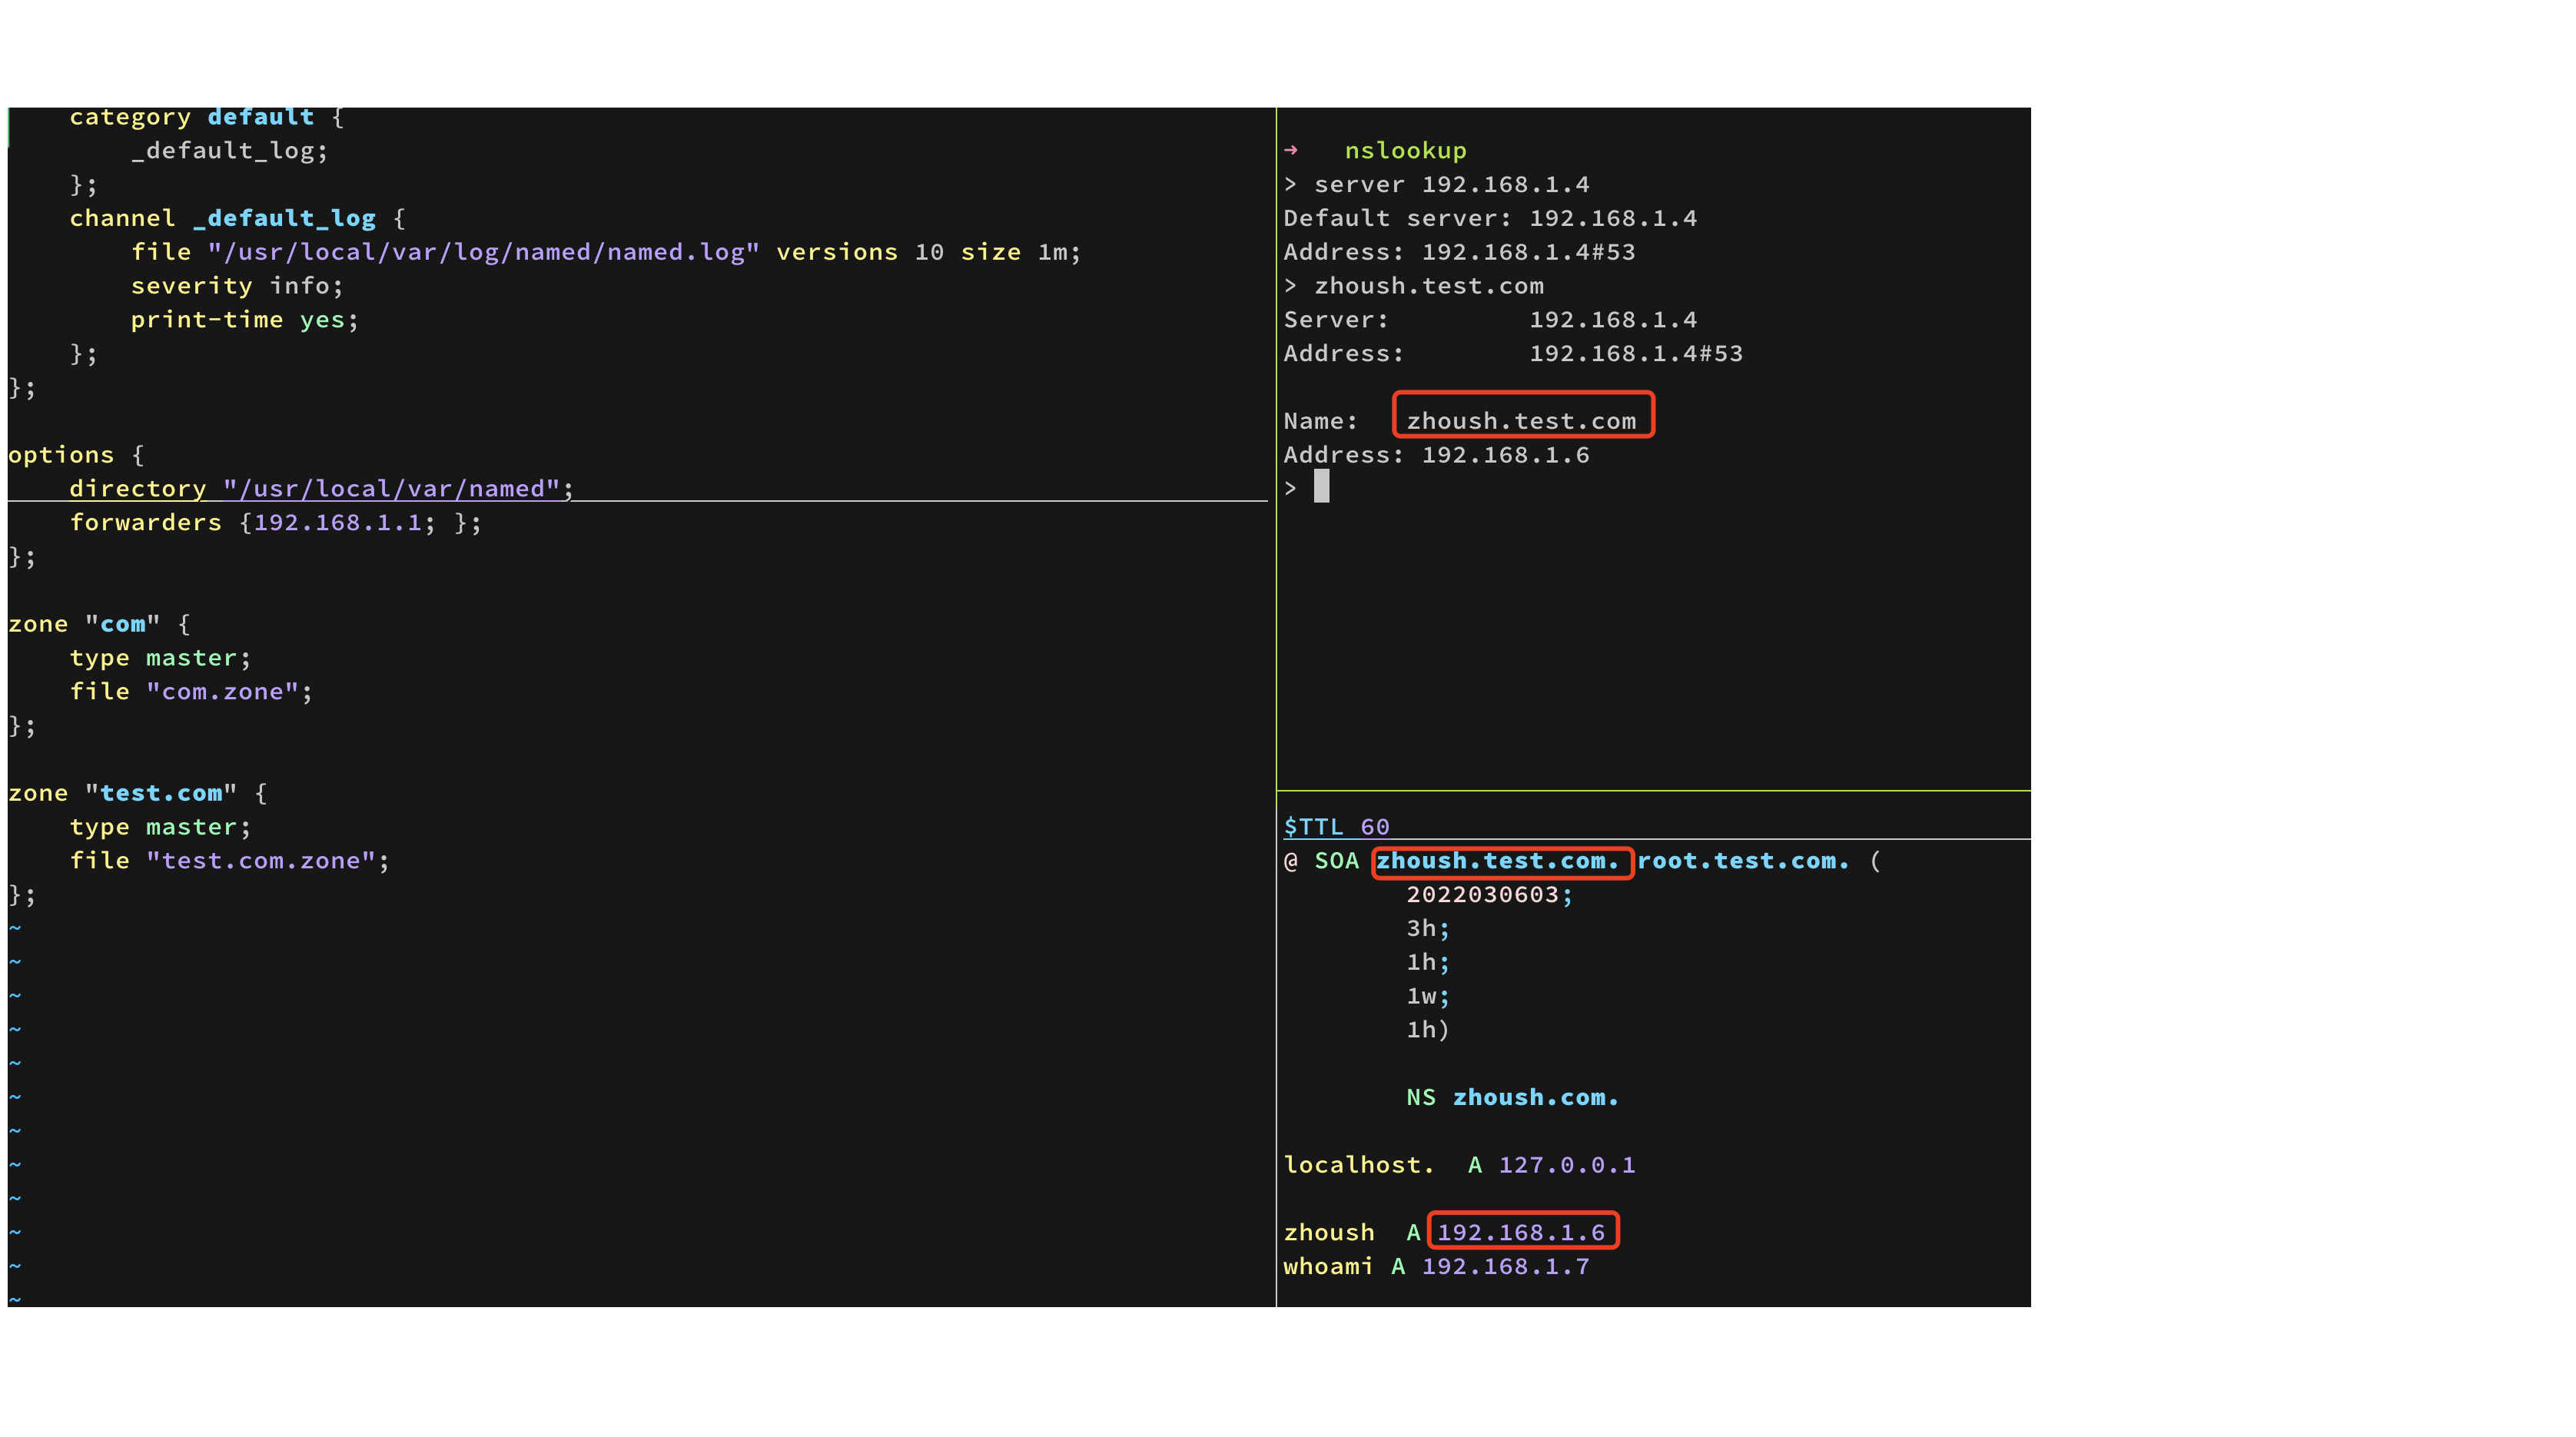 category default {
_default_log;
};
channel _default_log {
file "/usr/local/var/log/named/named.log" versions 10 size 1m;
severity info;
print-time yes;
};
};
options {
directory "/usr/local/var/named";
forwarders {192.168.1.1; };
};
zone "com" {
type master;
file "com.zone";
};
zone "test.com" {
type master;
file "test.com.zone";
};
~
~
~
~
~
~
~
~
~
~
~
~
→ nslookup
> server 192.168.1.4
Default server: 192.168.1.4
Address: 192.168.1.4#53
> zhoush.test.com
Server: 192.168.1.4
Address: 192.168.1.4#53
Name: zhoush.test.com
Address: 192.168.1.6
>
$TTL 60
@ SOA zhoush.test.com. root.test.com. (
2022030603;
3h;
1h;
1w;
1h)
NS zhoush.com.
localhost. A 127.0.0.1
zhoush A 192.168.1.6
whoami A 192.168.1.7